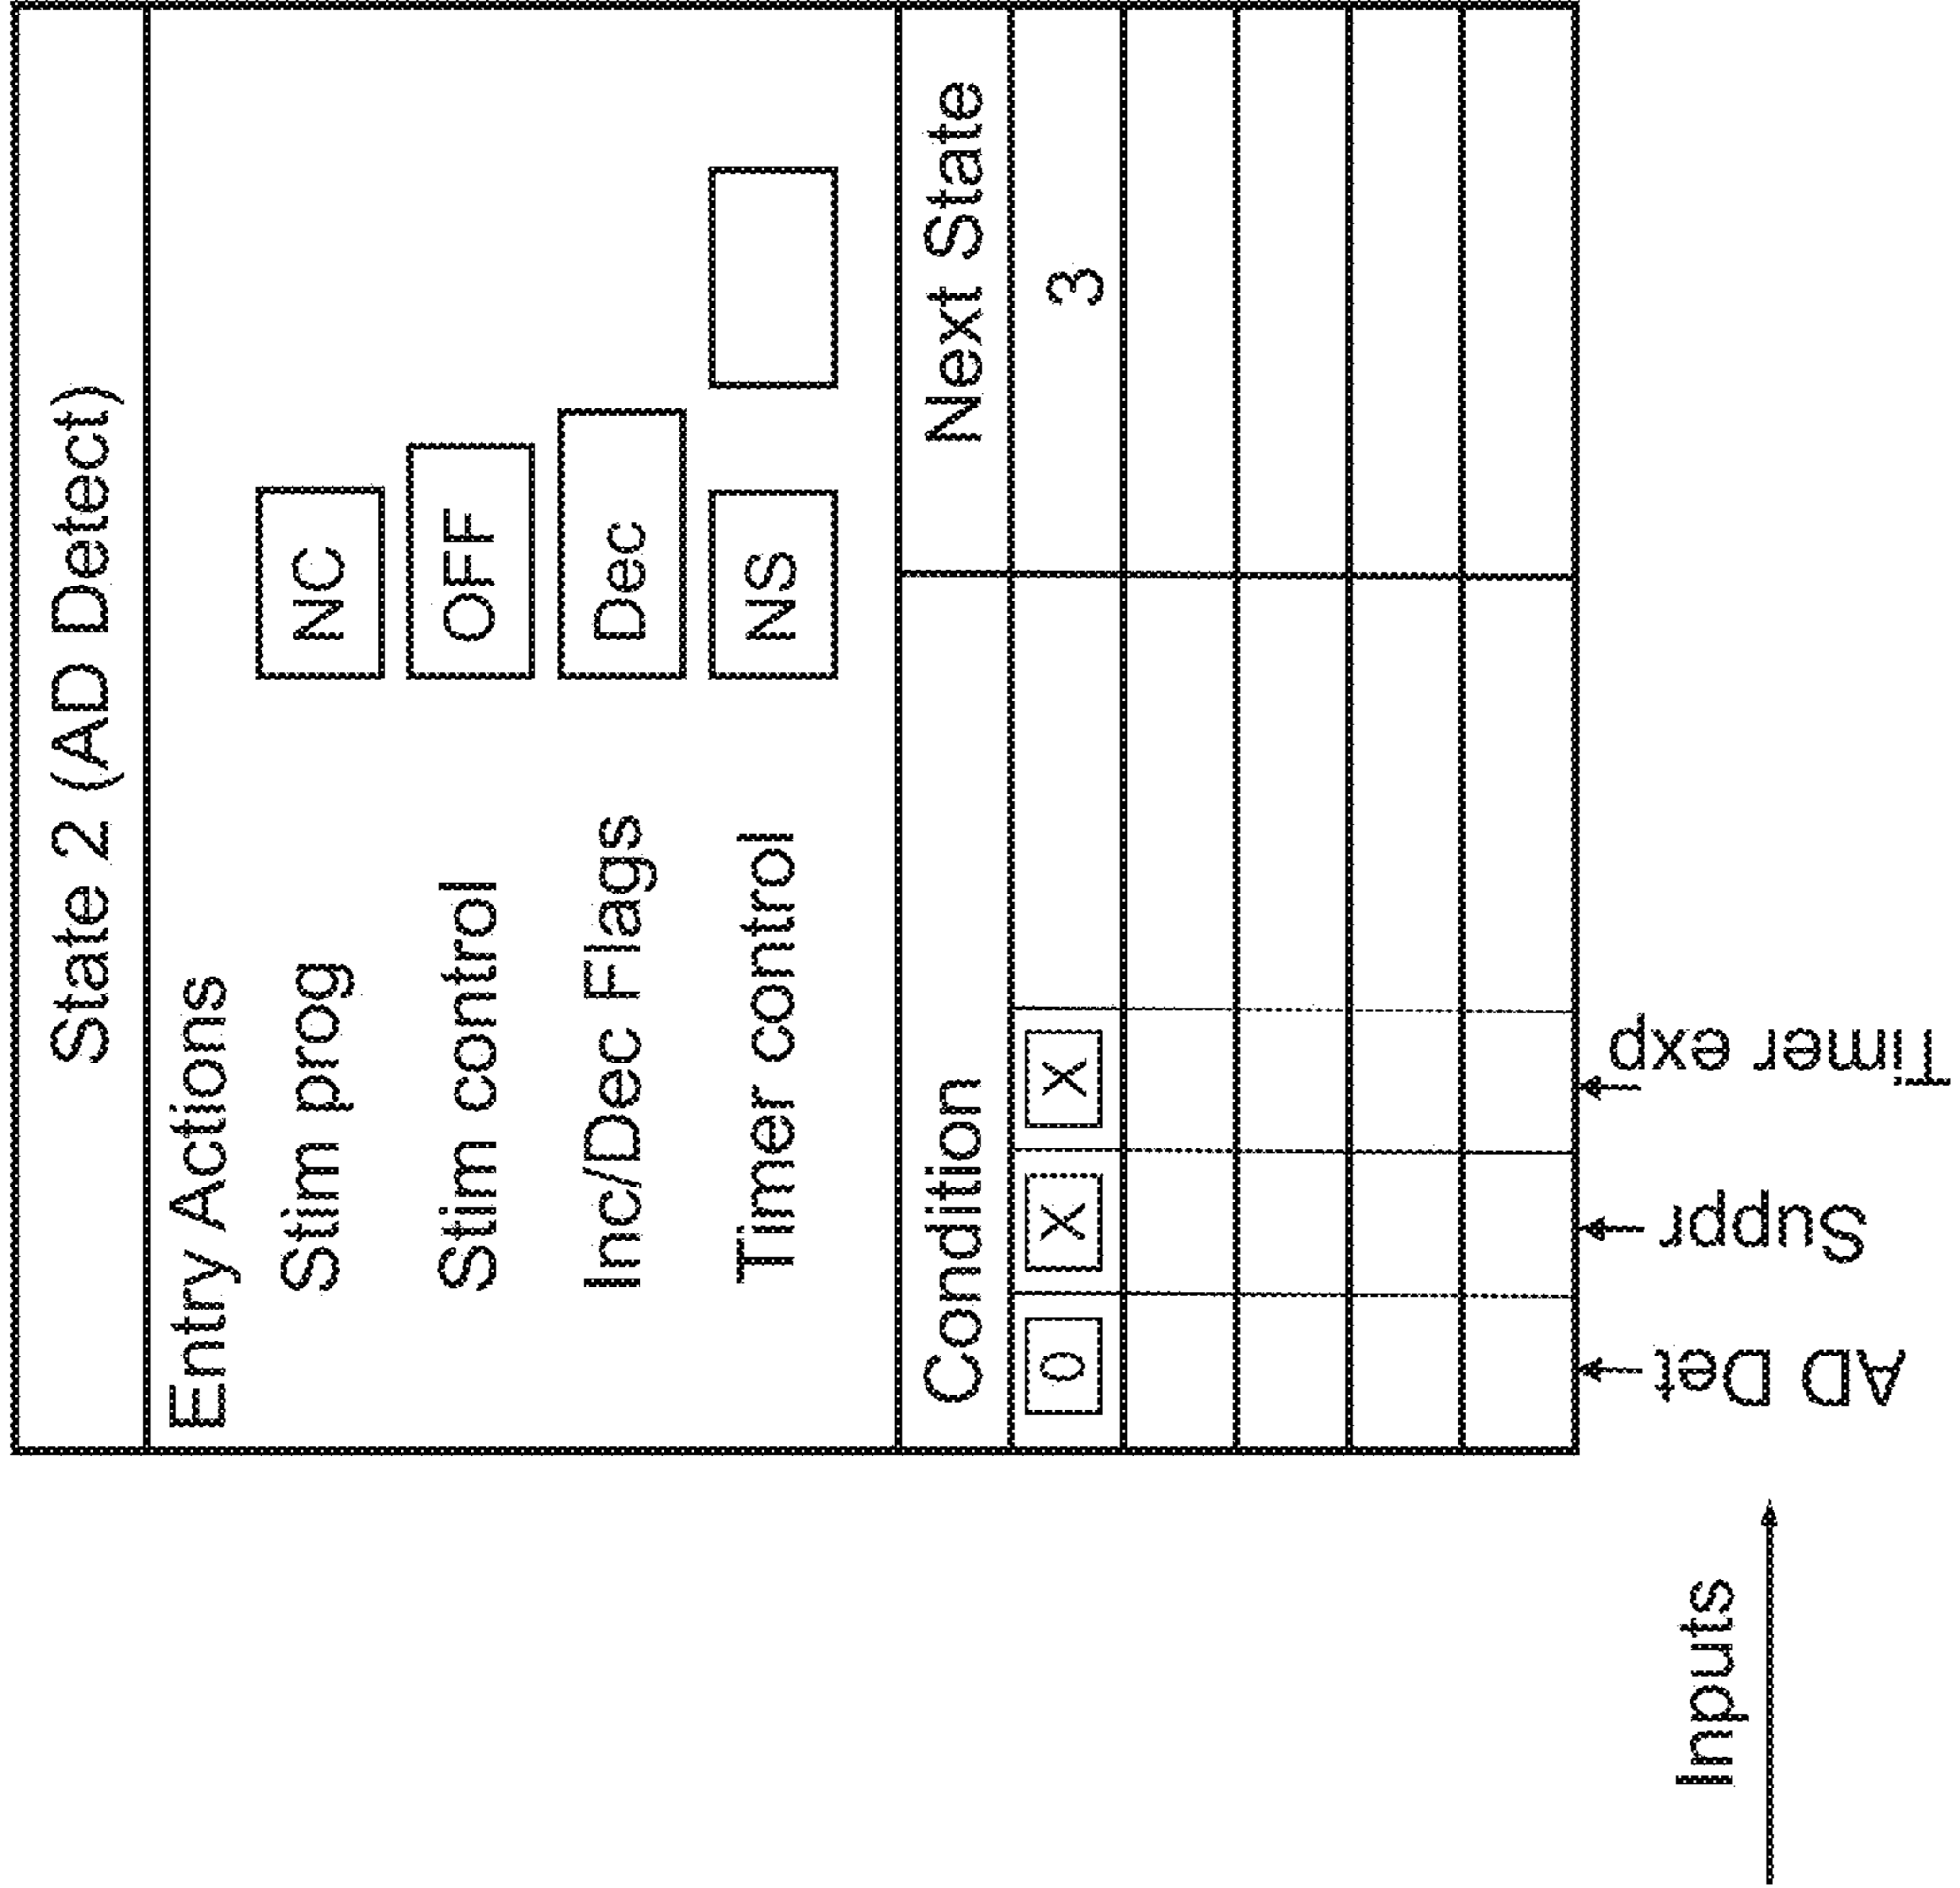 State 2 (AD Detect)
Entry Actions
Stim prog NC
Stim control OFF
Inc/Dec Flags Dec
Timer control NS
Condition Next State
0 X X 3
Inputs
AD Det
Suppr
Timer exp